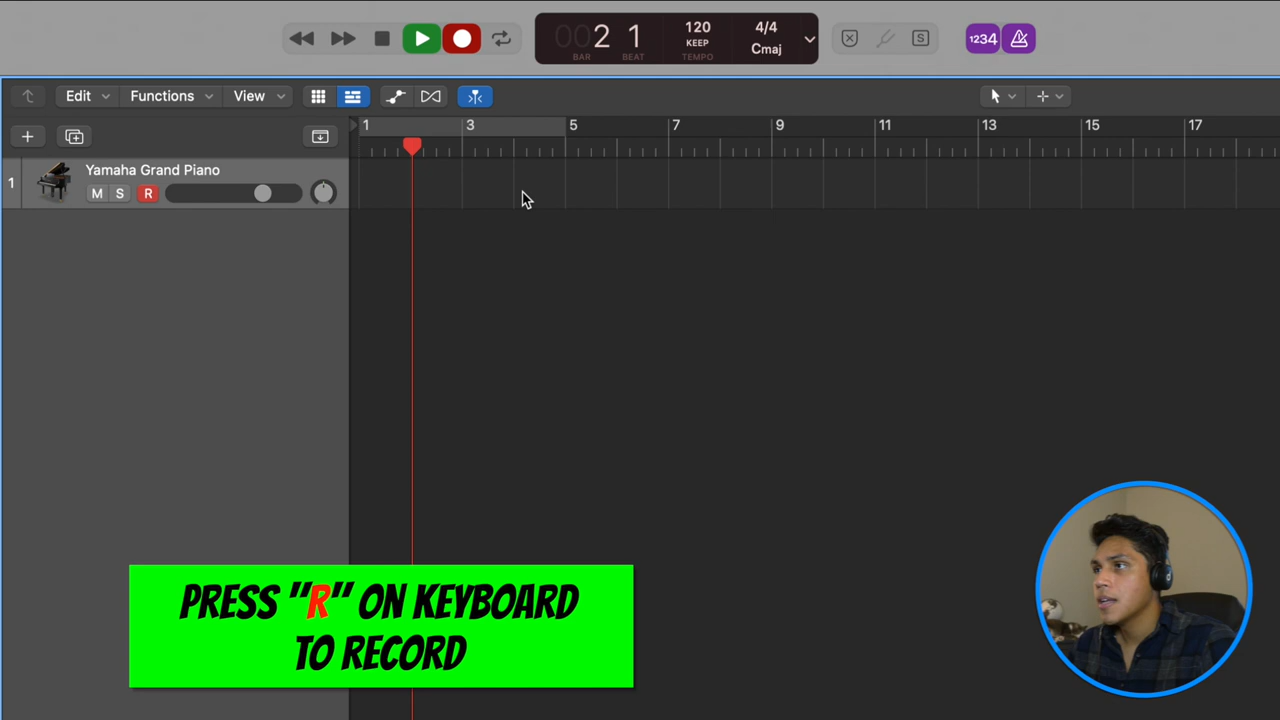 002 1
BAR BEAT
120
KEEP
TEMPO
4/4
Cmaj
S
1234
Edit Functions View
1 3 5 7 9 11 13 15 17
1
Yamaha Grand Piano
M S R
PRESS "R" ON KEYBOARD
TO RECORD